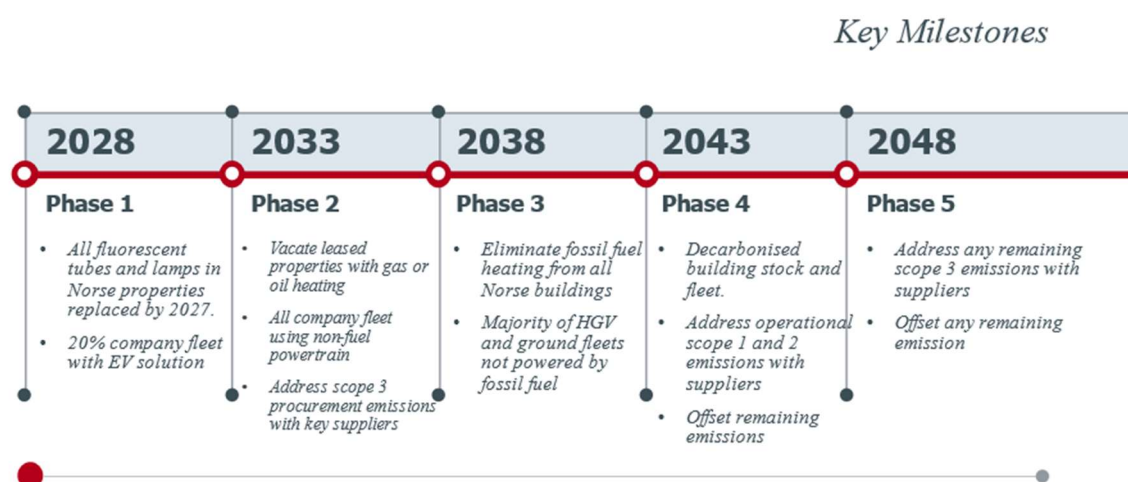 Key Milestones
2028
2033
2038
2043
2048
Phase 1
Phase 2
Phase 3
Phase 4
Phase 5
• All fluorescent
tubes and lamps in
Norse properties
replaced by 2027.
• 20% company fleet
with EV solution
• Vacate leased
properties with gas or
oil heating
• All company fleet
using non-fuel
powertrain
• Address scope 3
procurement emissions
with key suppliers
• Eliminate fossil fuel
heating from all
Norse buildings
• Majority of HGV
and ground fleets
not powered by
fossil fuel
• Decarbonised
building stock and
fleet.
• Address operational
scope 1 and 2
emissions with
suppliers
• Offset remaining
emissions
• Address any remaining
scope 3 emissions with
suppliers
• Offset any remaining
emission